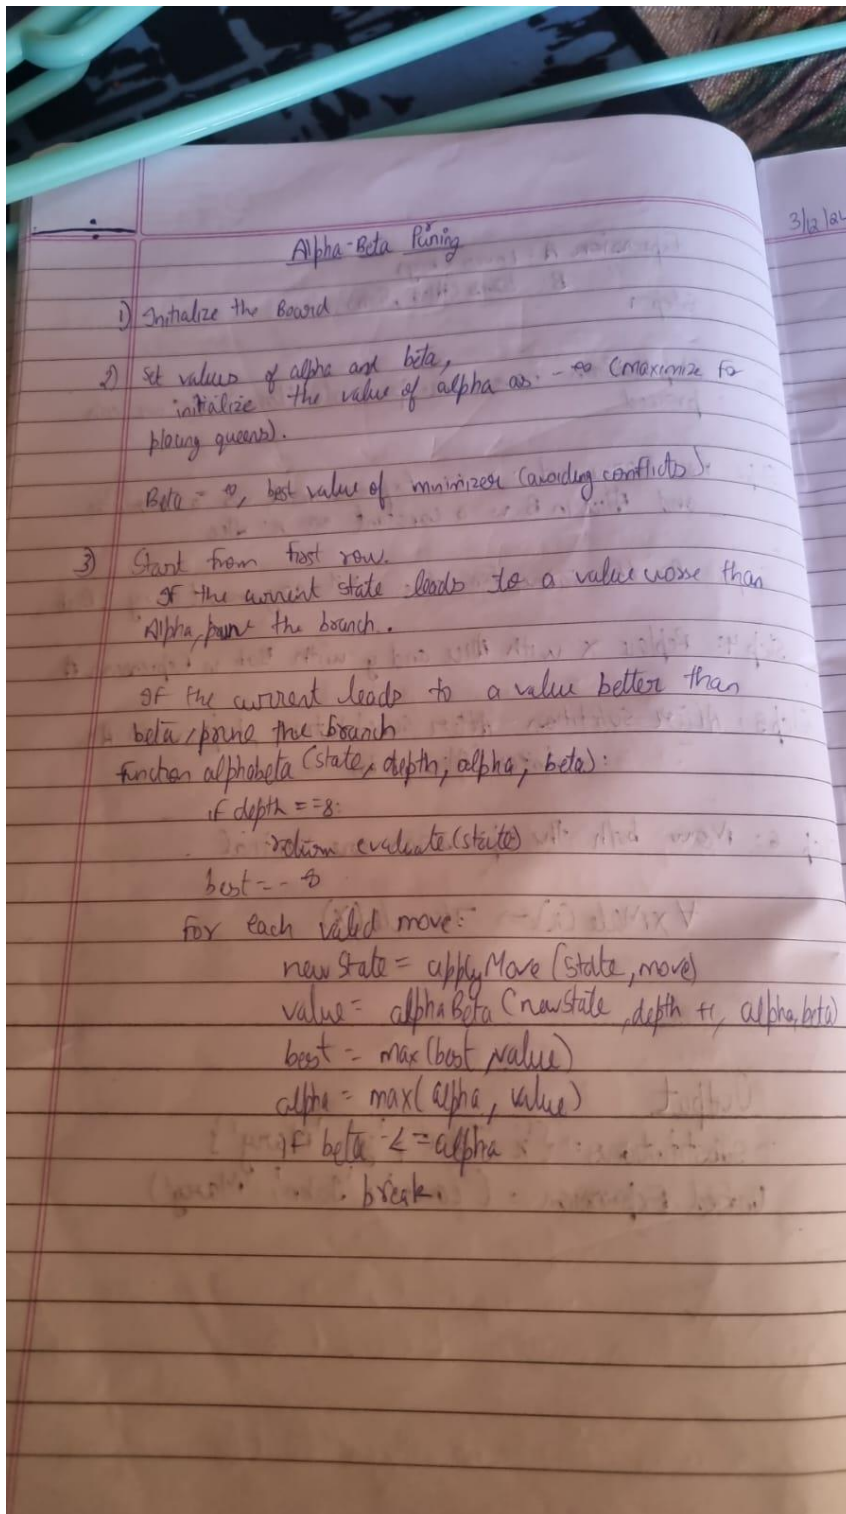 3/12/24
Alpha-Beta Pruning
1) Initialize the Board
2) Set values of alpha and beta,
initialize the value of alpha as - ∞ (maximize for
placing queens).
Beta = ∞, best value of minimizer (avoiding conflicts).
3) Start from first row.
If the current state leads to a value worse than
Alpha, prune the branch.
If the current leads to a value better than
beta, prune the branch
function alphabeta (state, depth, alpha, beta):
if depth == 8:
return evaluate (state)
best = - ∞
For each valid move:
newState = applyMove (state, move)
value = alphaBeta (newState, depth +1, alpha, beta)
best = max (best, value)
alpha = max (alpha, value)
if beta <= alpha
break.